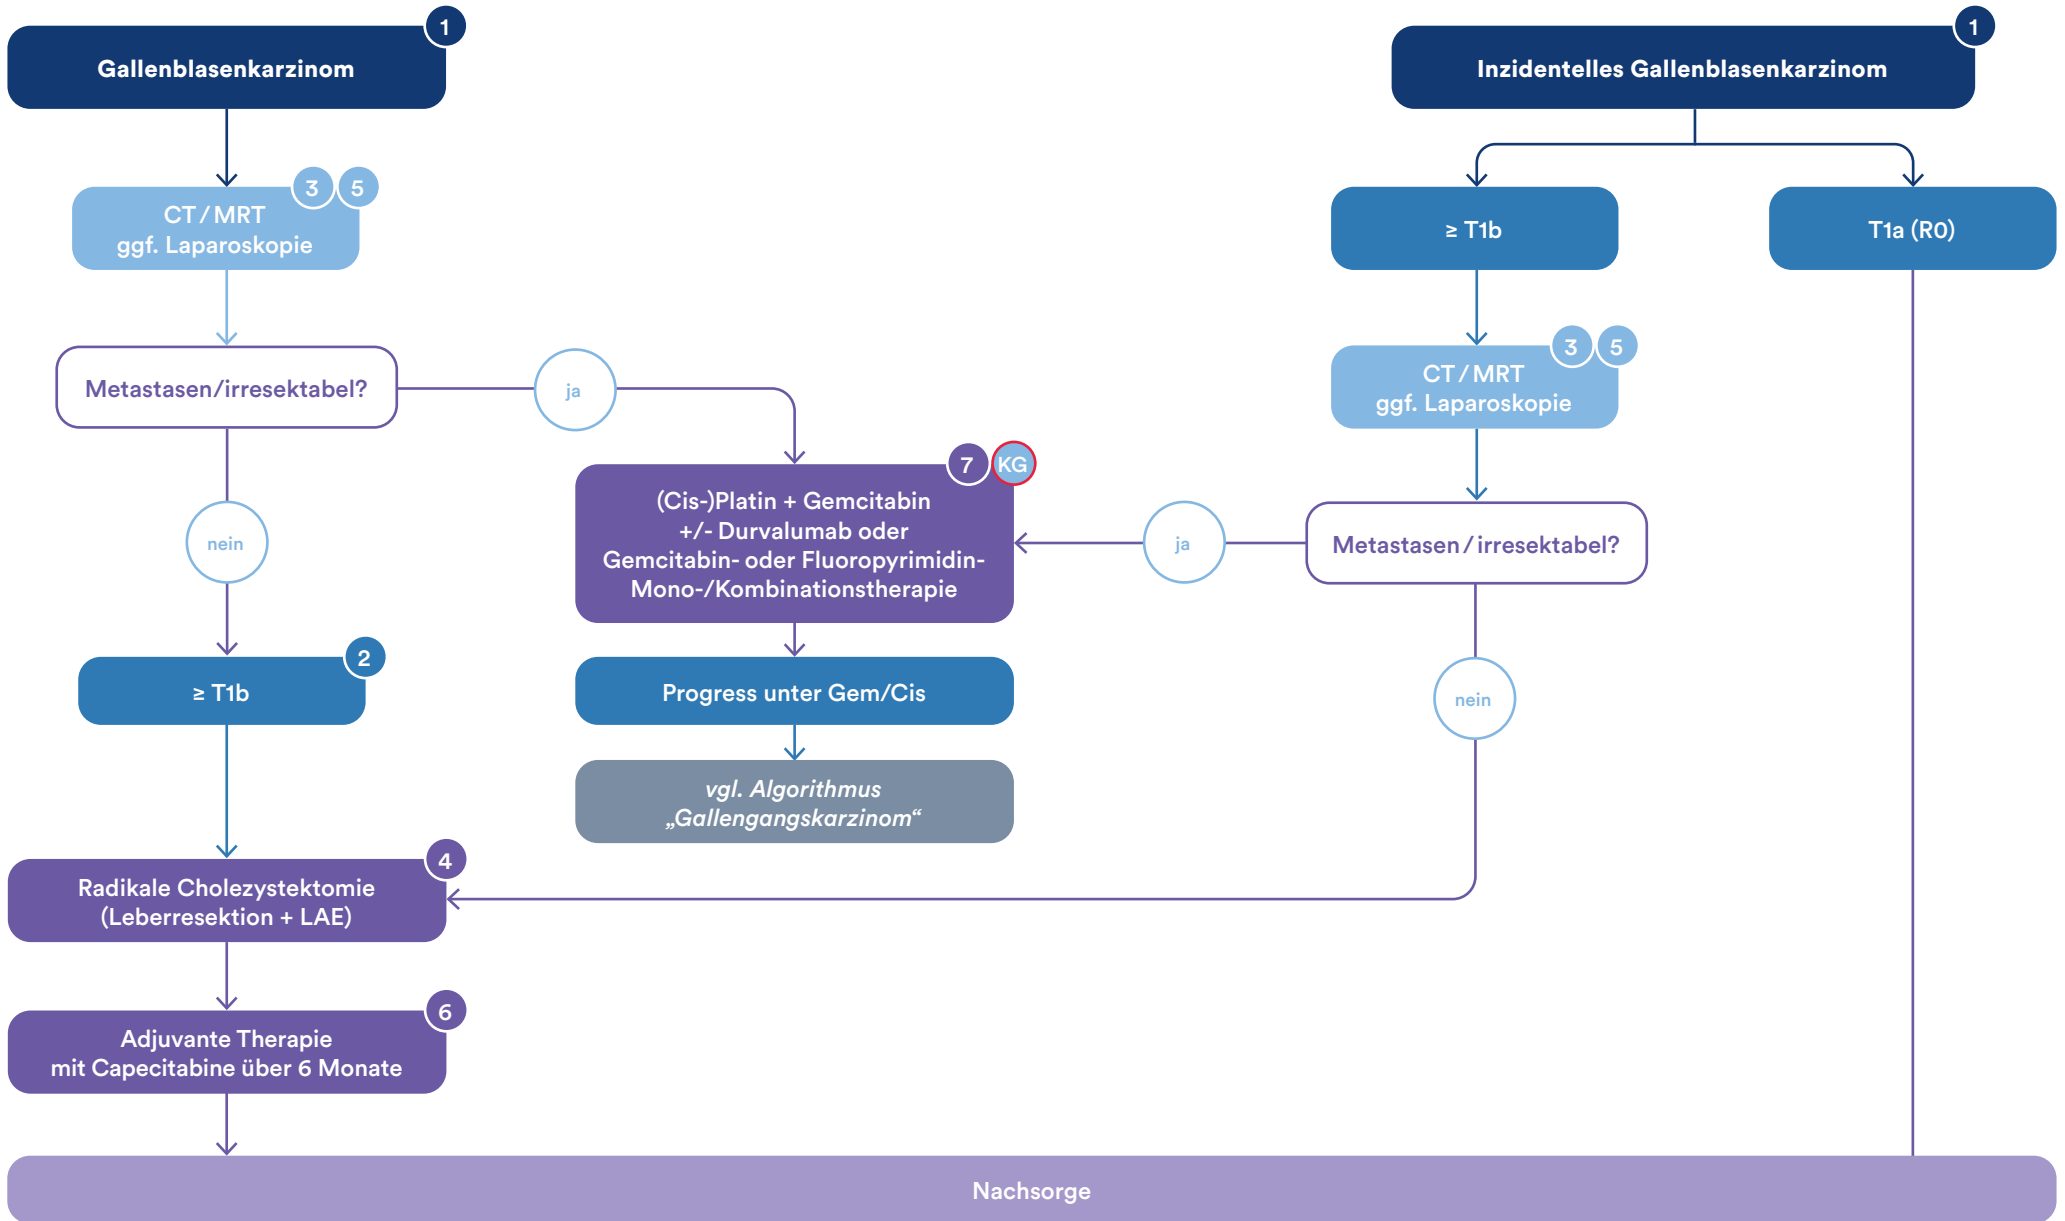 1
Gallenblasenkarzinom
1
Inzidentelles Gallenblasenkarzinom
3 5
CT / MRT
ggf. Laparoskopie
≥ T1b
T1a (R0)
Metastasen/irresektabel?
ja
3 5
CT / MRT
ggf. Laparoskopie
7 KG
(Cis-)Platin + Gemcitabin
+/- Durvalumab oder
Gemcitabin- oder Fluoropyrimidin-
Mono-/Kombinationstherapie
nein
ja
Metastasen / irresektabel?
2
≥ T1b
Progress unter Gem/Cis
nein
vgl. Algorithmus
„Gallengangskarzinom“
4
Radikale Cholezystektomie
(Leberresektion + LAE)
6
Adjuvante Therapie
mit Capecitabine über 6 Monate
Nachsorge